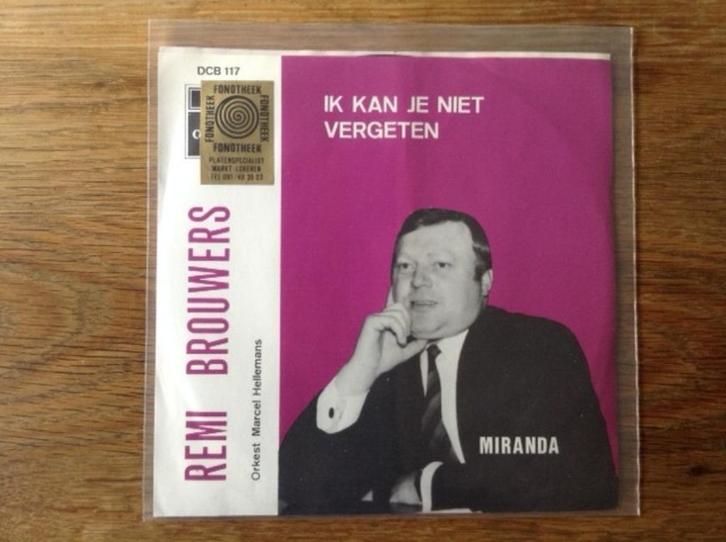 DCB 117
FONOTHEEK
FONOTHEEK
FONOTHEEK
FONOTHEEK
PLATENSPECIALIST
MARKT LOKEREN
IK KAN JE NIET
VERGETEN
REMI BROUWERS
Orkest Marcel Hellemans
MIRANDA